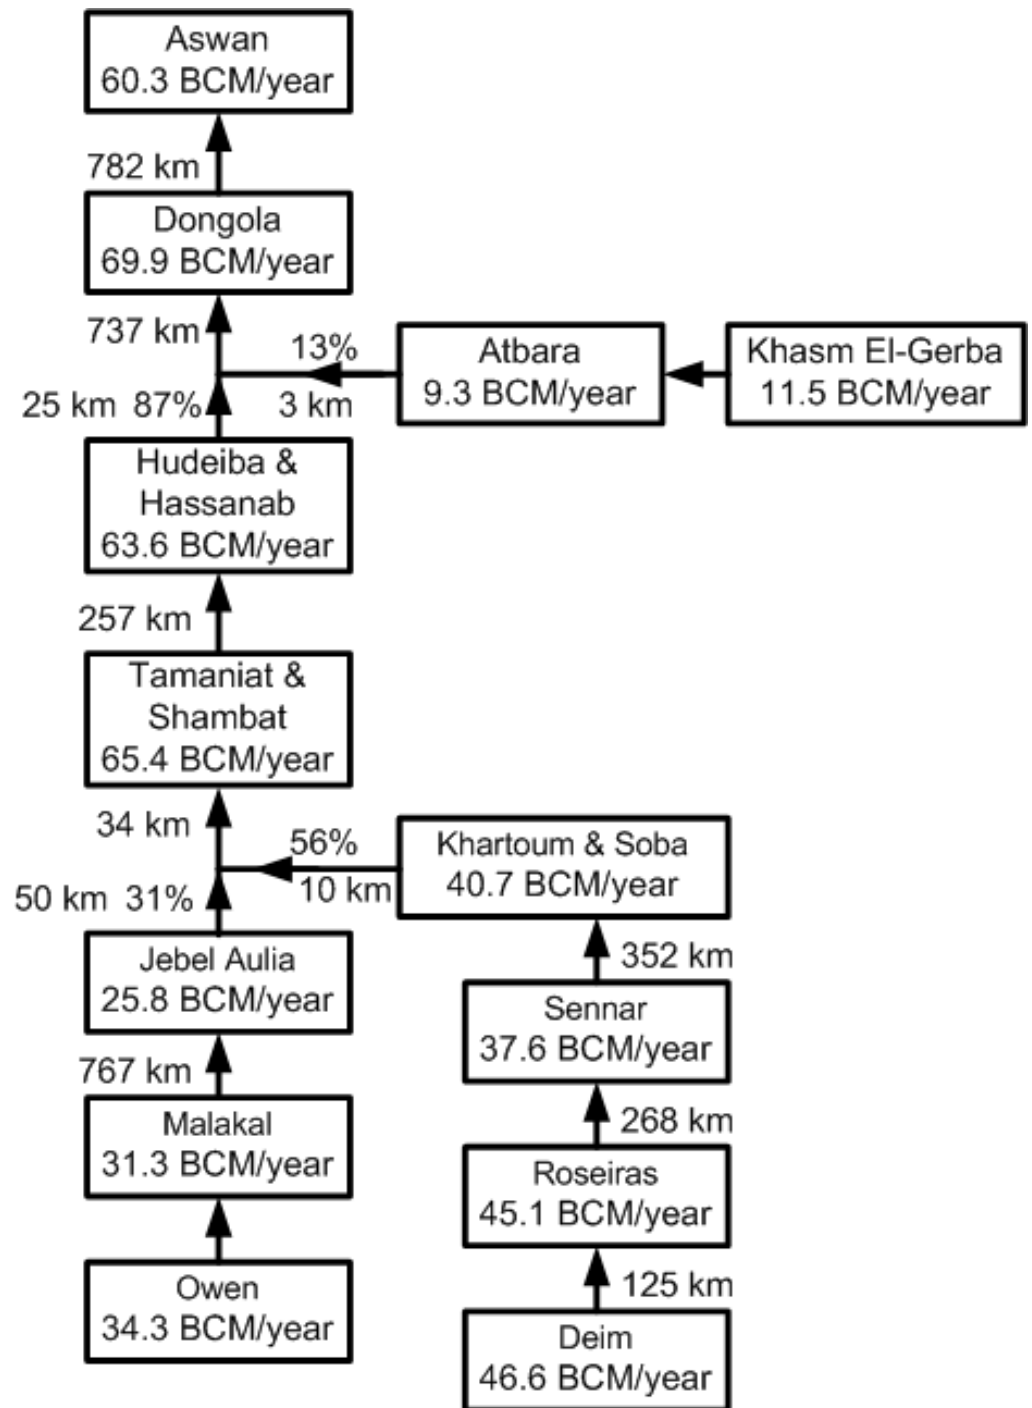 Aswan
60.3 BCM/year
782 km
Dongola
69.9 BCM/year
737 km
13%
3 km
Atbara
9.3 BCM/year
Khasm El-Gerba
11.5 BCM/year
25 km 87%
Hudeiba &
Hassanab
63.6 BCM/year
257 km
Tamaniat &
Shambat
65.4 BCM/year
34 km
56%
10 km
Khartoum & Soba
40.7 BCM/year
50 km 31%
Jebel Aulia
25.8 BCM/year
352 km
Sennar
37.6 BCM/year
767 km
Malakal
31.3 BCM/year
268 km
Roseiras
45.1 BCM/year
Owen
34.3 BCM/year
125 km
Deim
46.6 BCM/year